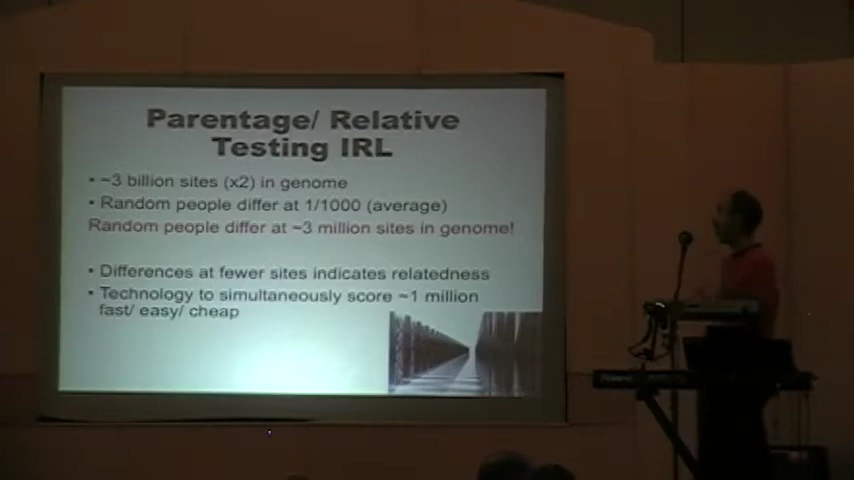 Parentage/ Relative
Testing IRL
• ~3 billion sites (x2) in genome
• Random people differ at 1/1000 (average)
Random people differ at ~3 million sites in genome!
• Differences at fewer sites indicates relatedness
• Technology to simultaneously score ~1 million
fast/ easy/ cheap
Roland